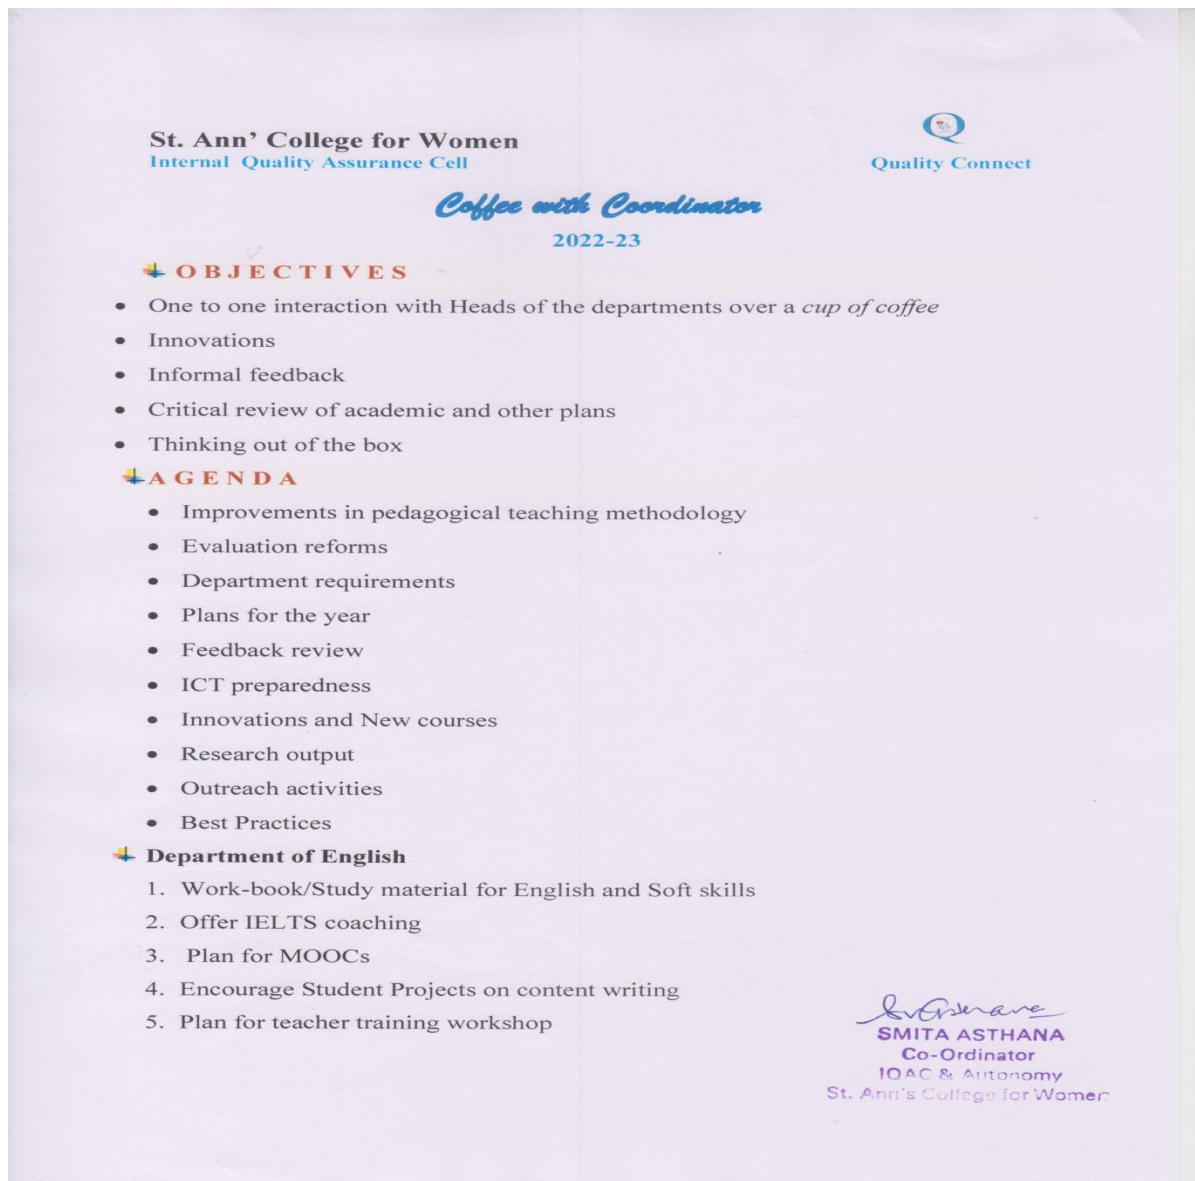 St. Ann' College for Women
Internal Quality Assurance Cell
Quality Connect
Coffee with Coordinator
2022-23
OBJECTIVES
• One to one interaction with Heads of the departments over a cup of coffee
• Innovations
• Informal feedback
• Critical review of academic and other plans
• Thinking out of the box
AGENDA
• Improvements in pedagogical teaching methodology
• Evaluation reforms
• Department requirements
• Plans for the year
• Feedback review
• ICT preparedness
• Innovations and New courses
• Research output
• Outreach activities
• Best Practices
Department of English
1. Work-book/Study material for English and Soft skills
2. Offer IELTS coaching
3. Plan for MOOCs
4. Encourage Student Projects on content writing
5. Plan for teacher training workshop
SMITA ASTHANA
Co-Ordinator
IQAC & Autonomy
St. Ann's College for Women